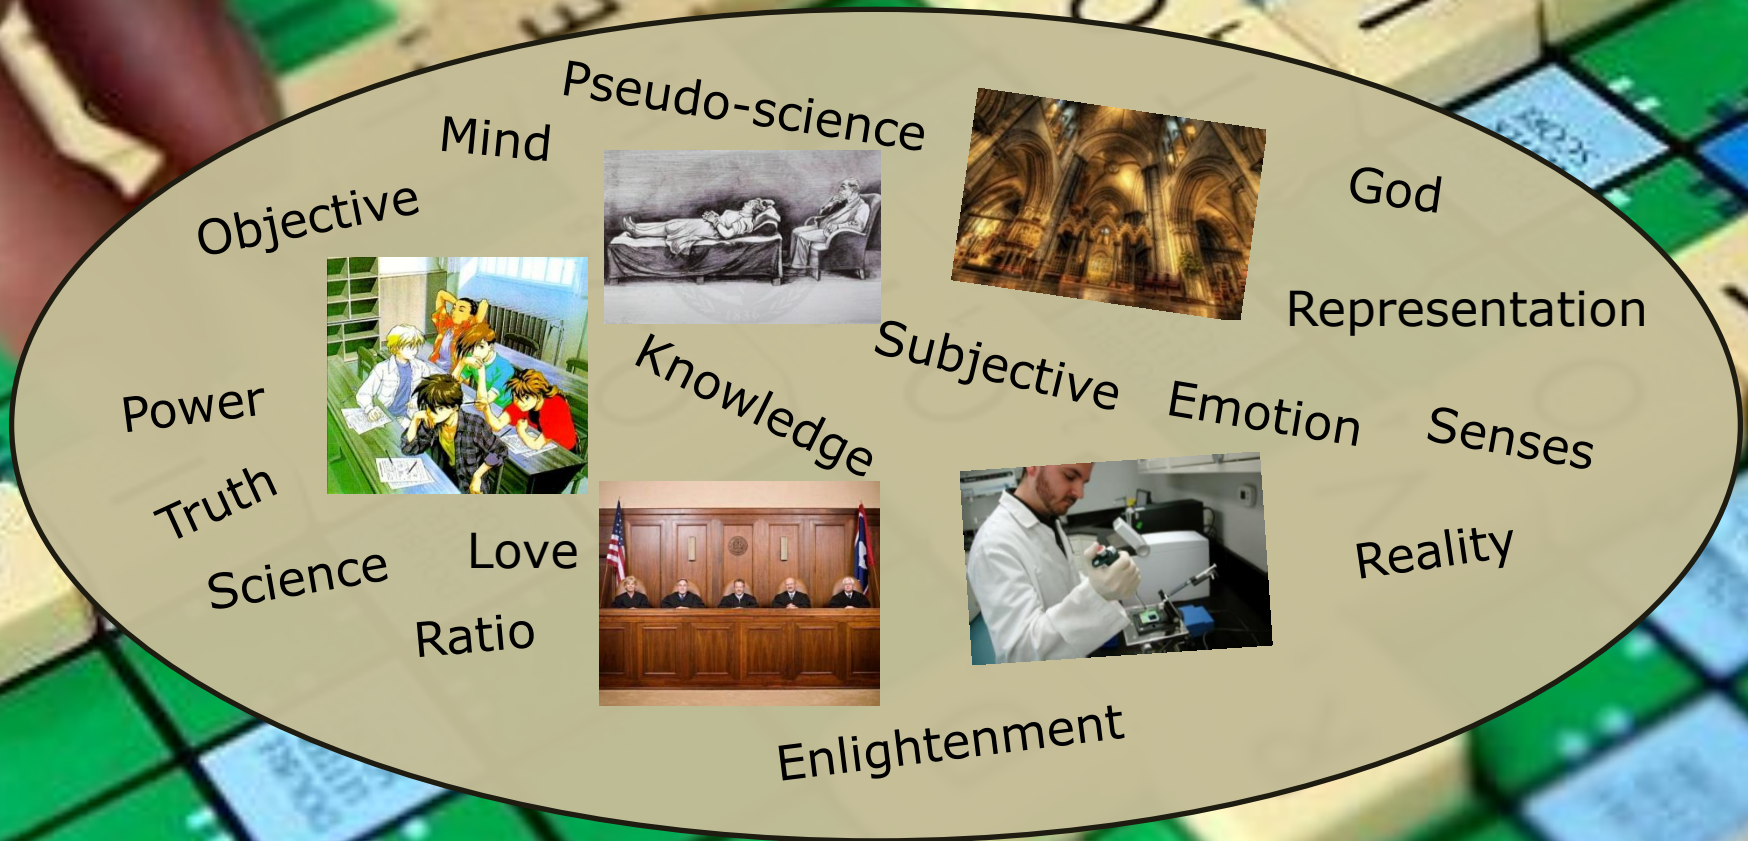 Pseudo-science
Mind
God
Objective
Representation
Subjective
Knowledge
Power
Emotion
Senses
Truth
Love
Science
Reality
Ratio
Enlightenment